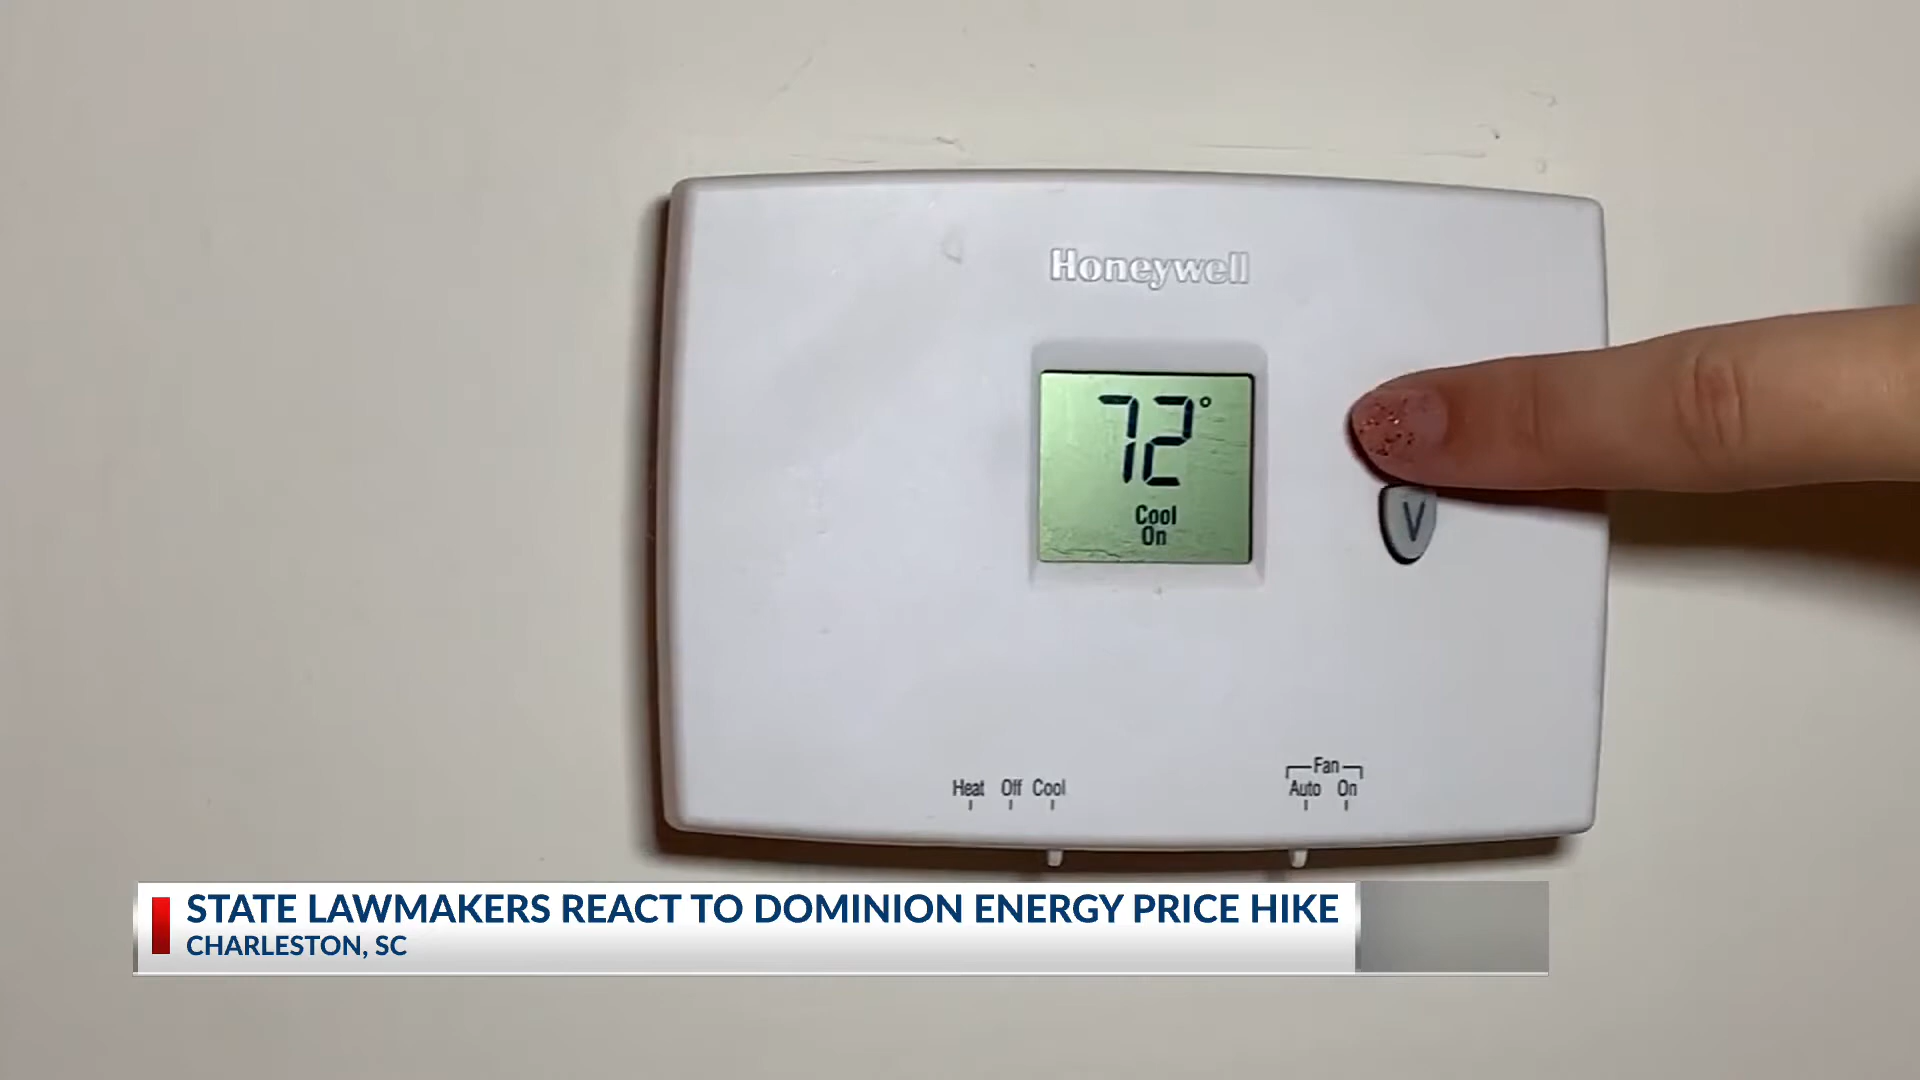 Honeywell
72°
Cool
On
V
Fan
Heat Off Cool
Auto On
STATE LAWMAKERS REACT TO DOMINION ENERGY PRICE HIKE
CHARLESTON, SC